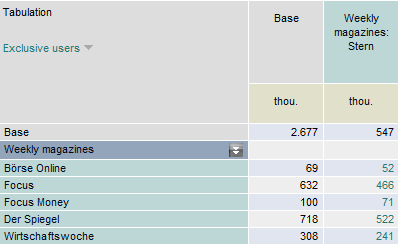 Tabulation Base Weekly magazines: Stern
Exclusive users
thou. thou.
Base 2.677 547
Weekly magazines
Börse Online 69 52
Focus 632 466
Focus Money 100 71
Der Spiegel 718 522
Wirtschaftswoche 308 241